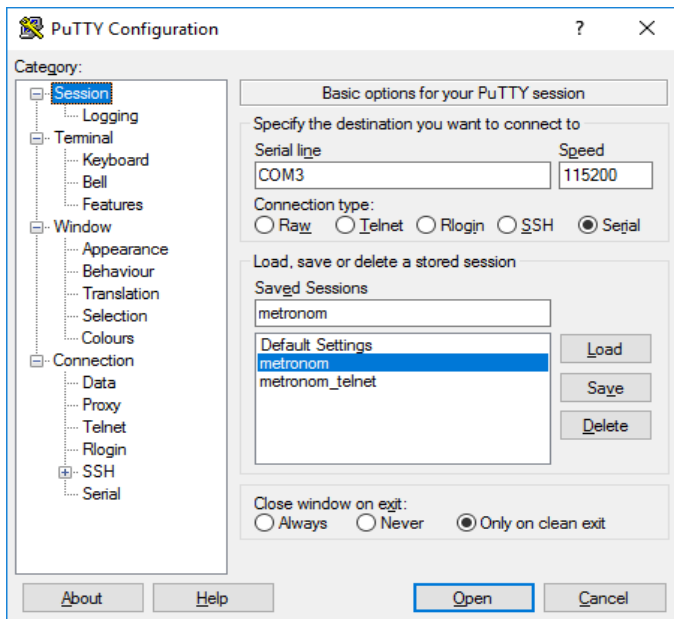 PuTTY Configuration
?
Category:
Session
Logging
Terminal
Keyboard
Bell
Features
Window
Appearance
Behaviour
Translation
Selection
Colours
Connection
Data
Proxy
Telnet
Rlogin
SSH
Serial
Basic options for your PuTTY session
Specify the destination you want to connect to
Serial line Speed
COM3 115200
Connection type:
Raw Telnet Rlogin SSH Serial
Load, save or delete a stored session
Saved Sessions
metronom
Default Settings
metronom
metronom_telnet
Load
Save
Delete
Close window on exit:
Always Never Only on clean exit
About Help Open Cancel